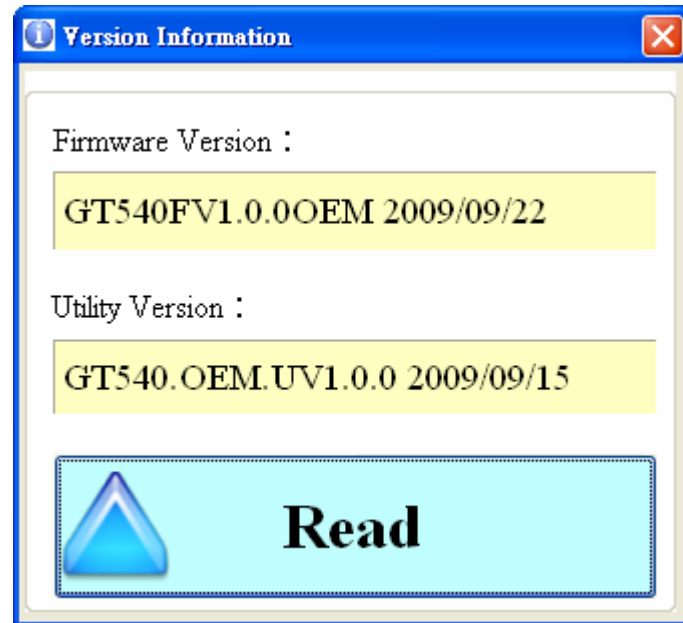 Version Information
Firmware Version：
GT540FV1.0.0OEM 2009/09/22
Utility Version：
GT540.OEM.UV1.0.0 2009/09/15
Read